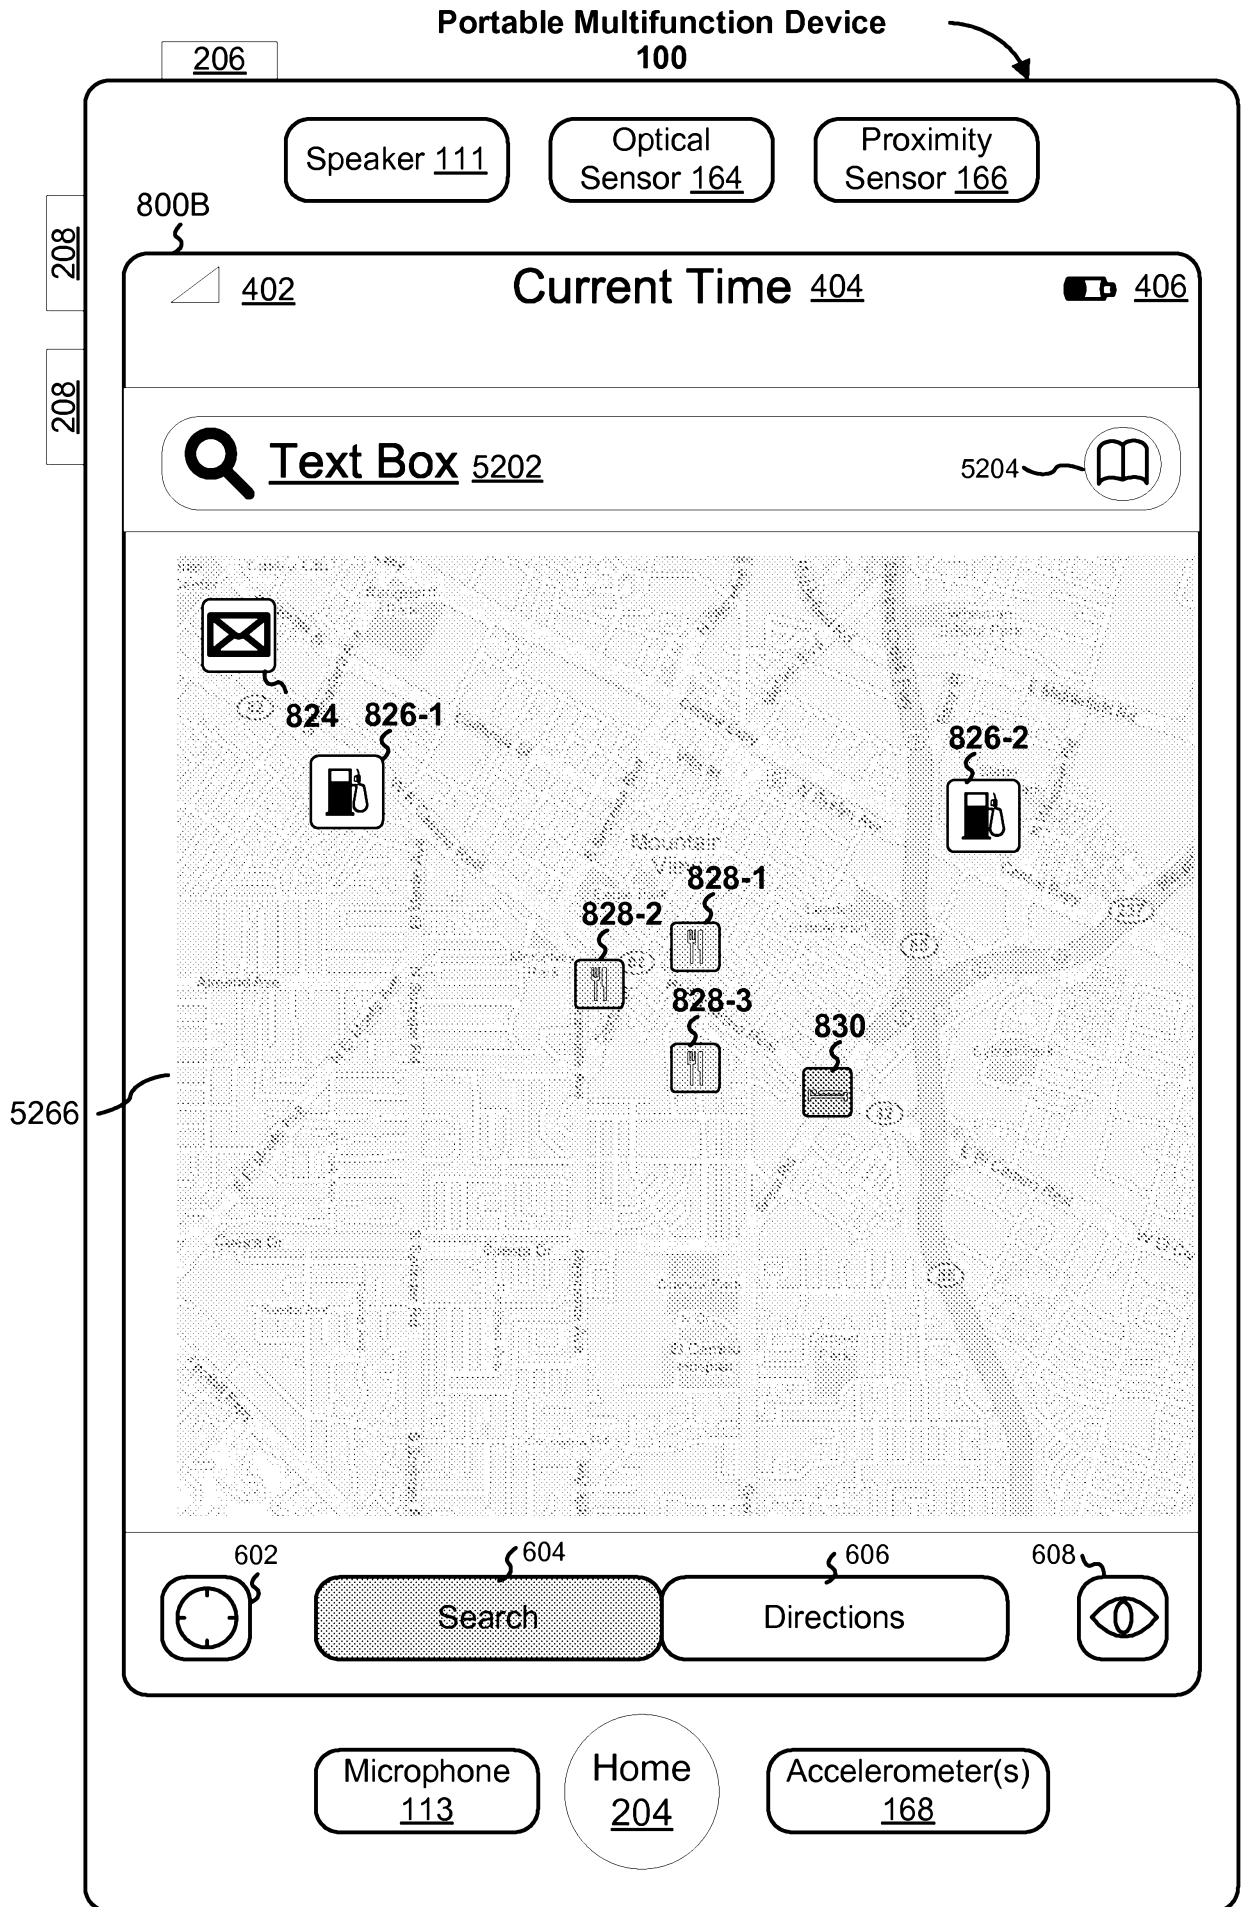 Portable Multifunction Device
100
206
Speaker 111
Optical
Sensor 164
Proximity
Sensor 166
800B
208
402
Current Time 404
406
208
Text Box 5202
5204
824
826-1
826-2
Mountain
828-1
828-2
828-3
830
5266
602
604
606
608
Search
Directions
Microphone
113
Home
204
Accelerometer(s)
168